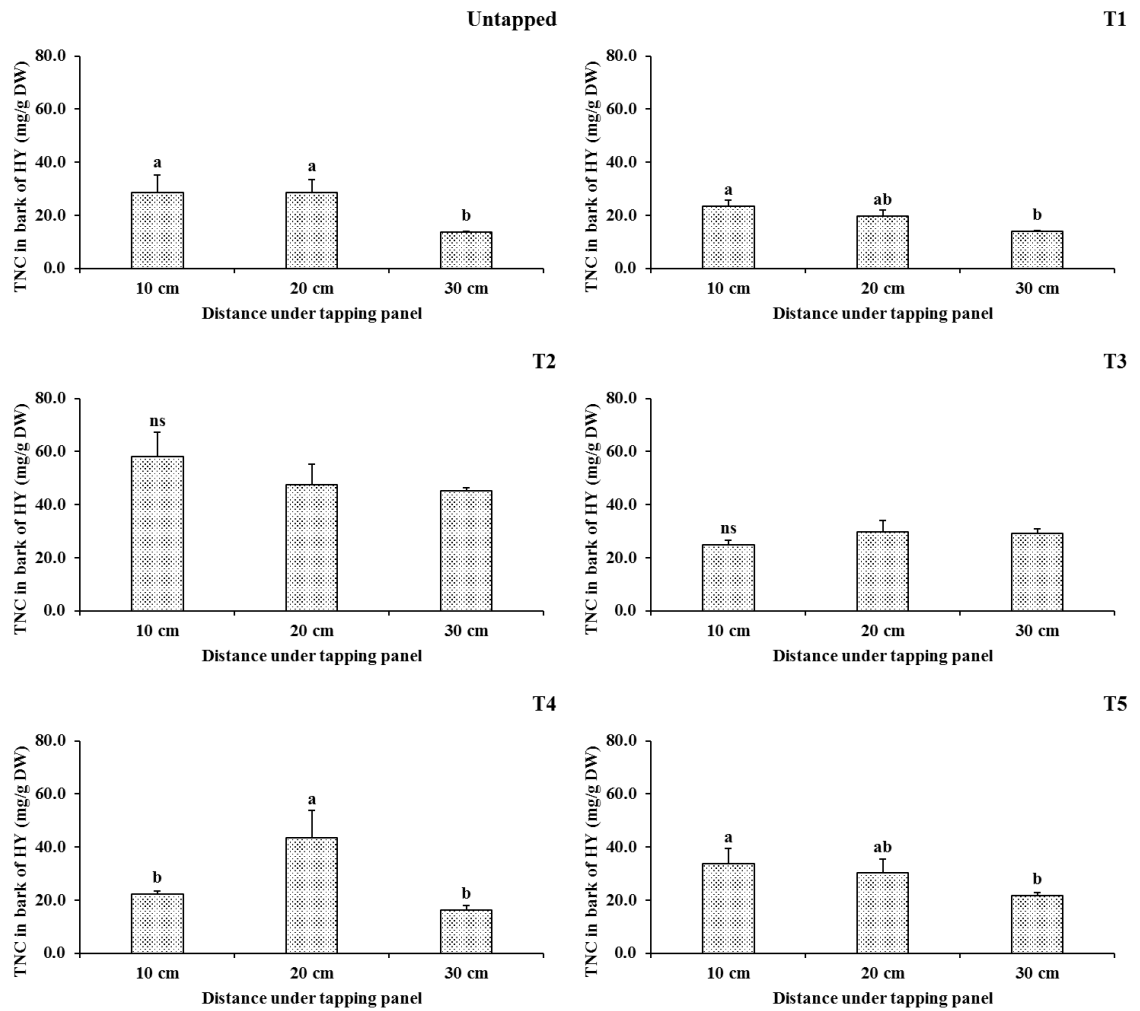 Untapped
TNC in bark of HY (mg/g DW)
80.0
60.0
40.0
20.0
0.0
a
a
b
10 cm
20 cm
30 cm
Distance under tapping panel
T1
TNC in bark of HY (mg/g DW)
80.0
60.0
40.0
20.0
0.0
a
ab
b
10 cm
20 cm
30 cm
Distance under tapping panel
T2
TNC in bark of HY (mg/g DW)
80.0
60.0
40.0
20.0
0.0
ns
10 cm
20 cm
30 cm
Distance under tapping panel
T3
TNC in bark of HY (mg/g DW)
80.0
60.0
40.0
20.0
0.0
ns
10 cm
20 cm
30 cm
Distance under tapping panel
T4
TNC in bark of HY (mg/g DW)
80.0
60.0
40.0
20.0
0.0
b
a
b
10 cm
20 cm
30 cm
Distance under tapping panel
T5
TNC in bark of HY (mg/g DW)
80.0
60.0
40.0
20.0
0.0
a
ab
b
10 cm
20 cm
30 cm
Distance under tapping panel